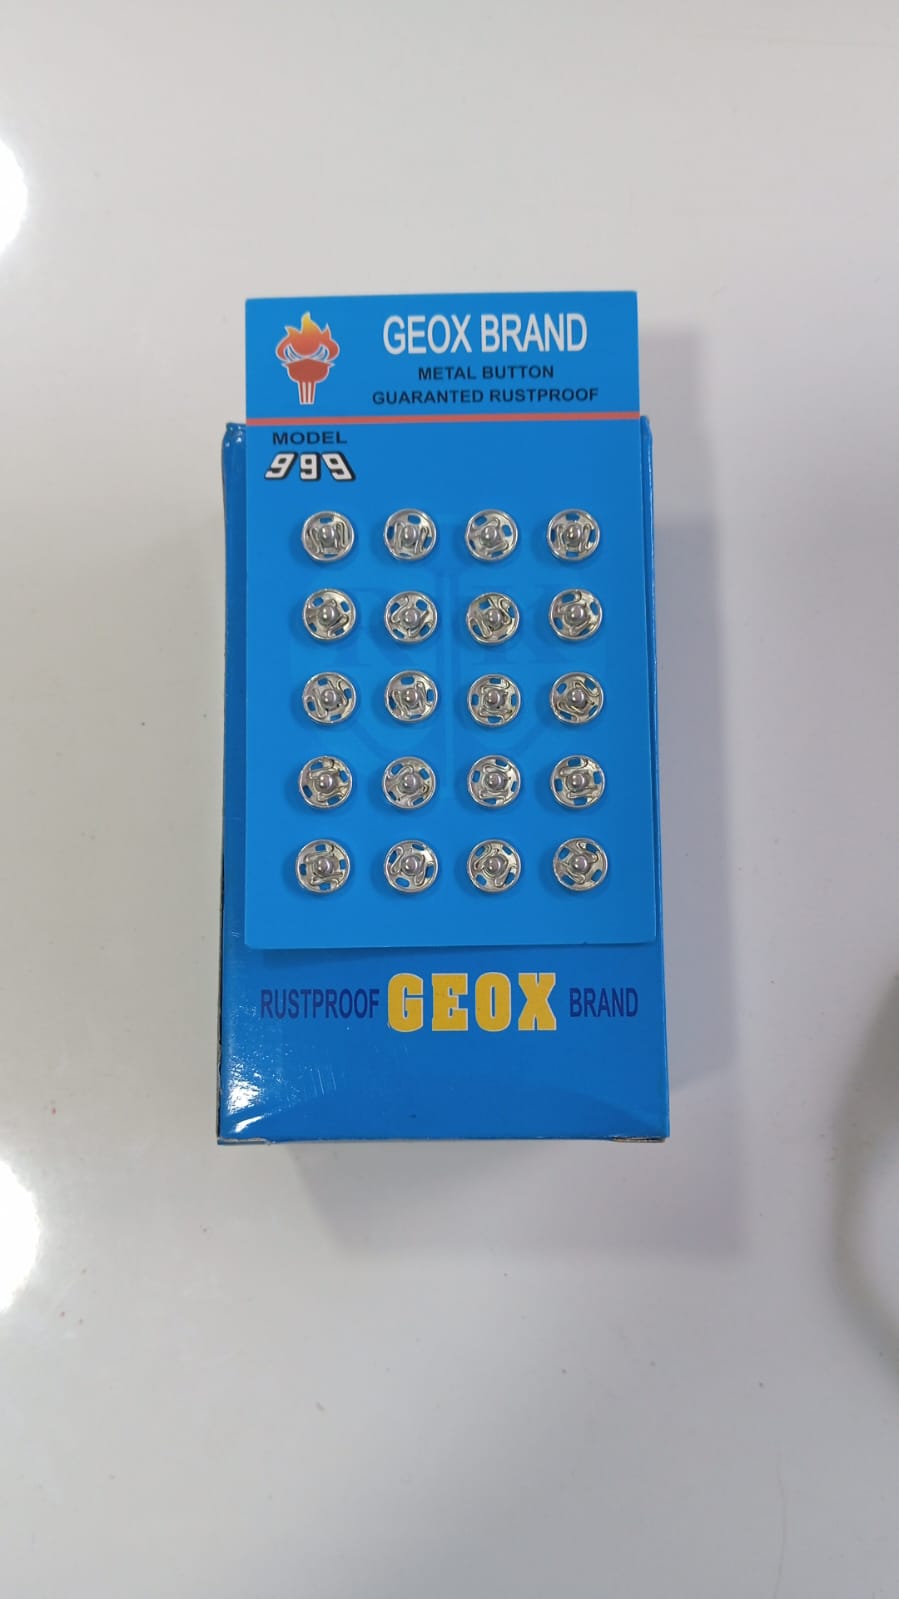 GEOX BRAND
METAL BUTTON
GUARANTED RUSTPROOF
MODEL
999
RUSTPROOF GEOX BRAND